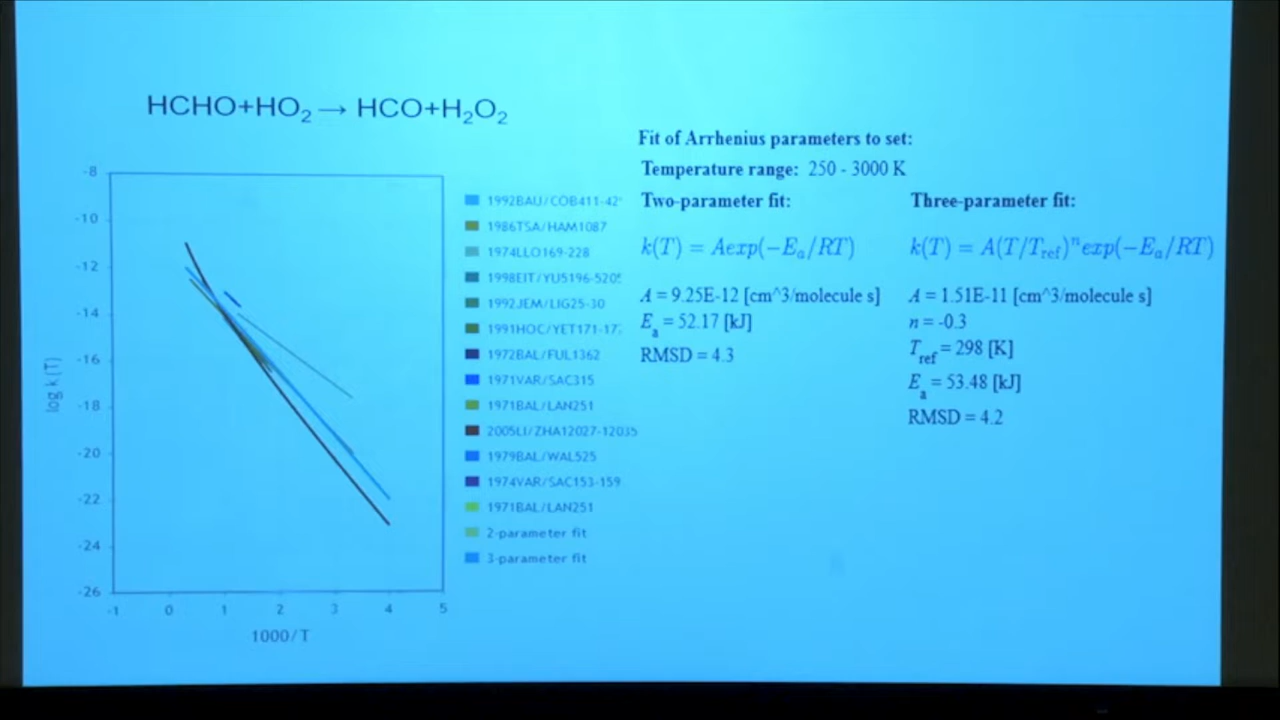 HCHO+HO₂ → HCO+H₂O₂
-8
-10
-12
-14
-16
-18
-20
-22
-24
-26
log k (T)
-1 0 1 2 3 4 5
1000/T
1992BAU/COB411-42
1986TSA/HAM1087
1974LLO169-228
1998EIT/YU5196-520
1992JEM/LIG25-30
1991HOC/YET171-17
1972BAL/FUL1362
1971VAR/SAC315
1971BAL/LAN251
2005LI/ZHA12027-12035
1979BAL/WAL525
1974VAR/SAC153-159
1971BAL/LAN251
2-parameter fit
3-parameter fit
Fit of Arrhenius parameters to set:
Temperature range: 250 - 3000 K
Two-parameter fit:
k(T) = Aexp(−Eₐ/RT)
A = 9.25E-12 [cm^3/molecule s]
Eₐ = 52.17 [kJ]
RMSD = 4.3
Three-parameter fit:
k(T) = A(T/T_ref)ⁿexp(−Eₐ/RT)
A = 1.51E-11 [cm^3/molecule s]
n = -0.3
T_ref = 298 [K]
Eₐ = 53.48 [kJ]
RMSD = 4.2